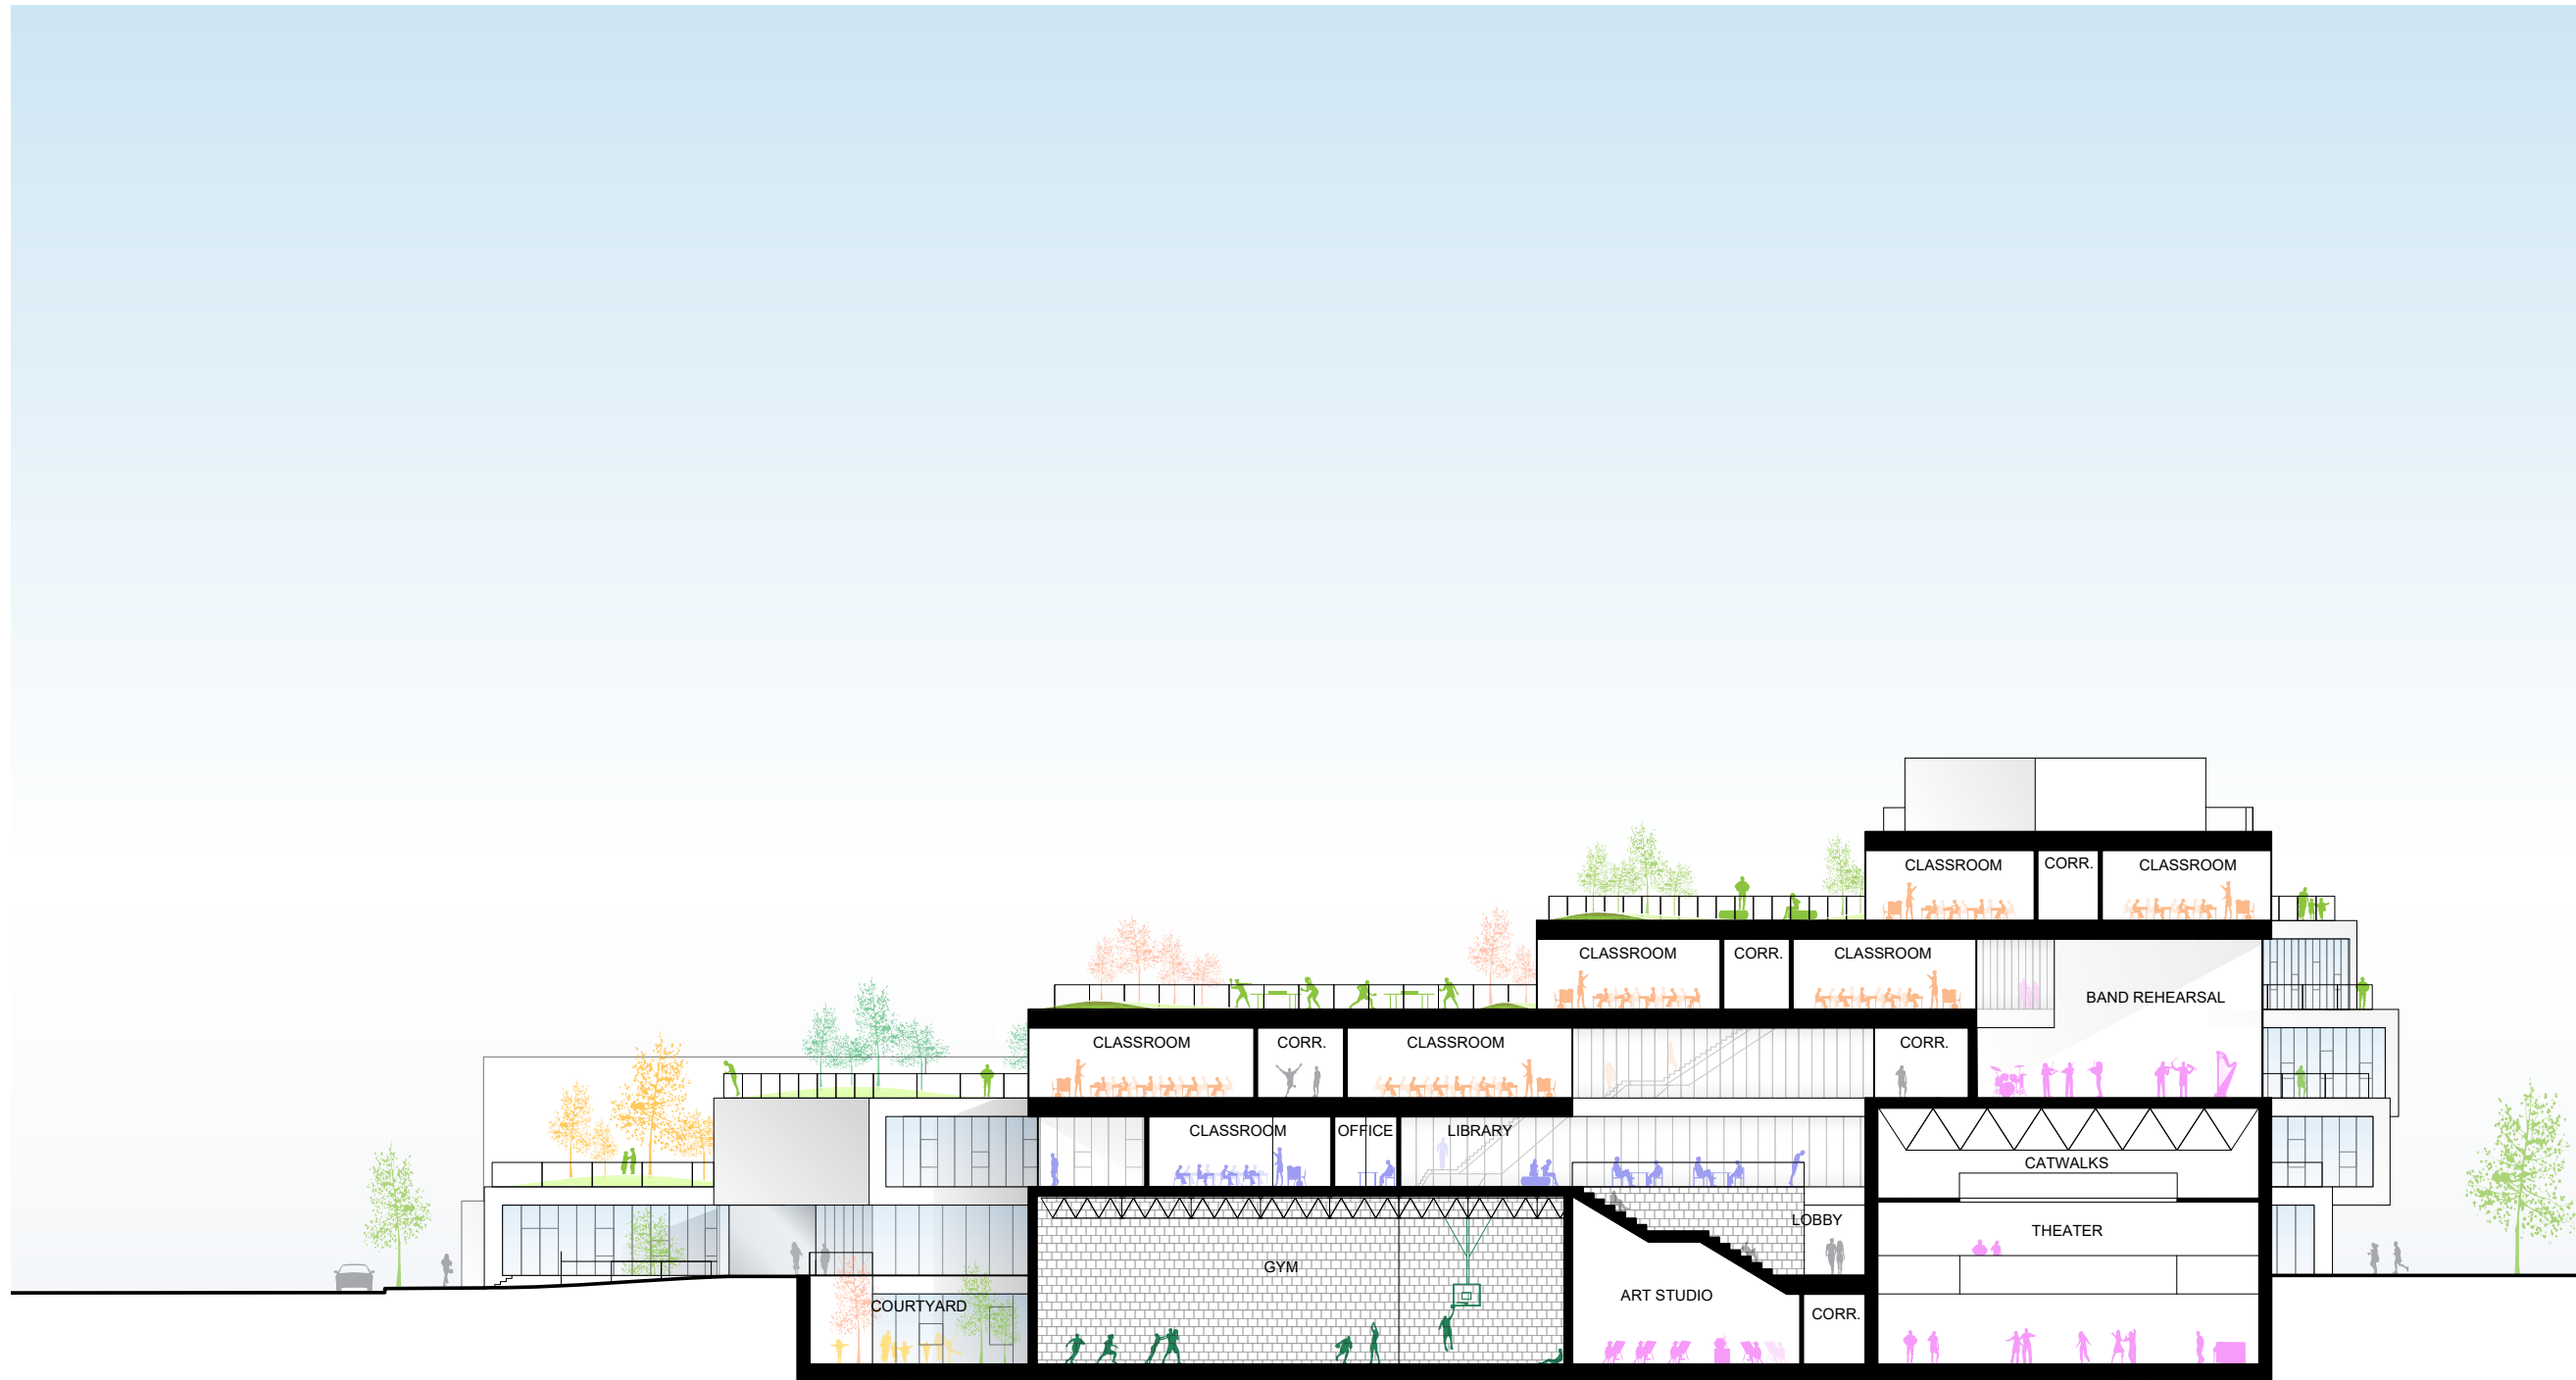 CLASSROOM
CORR.
CLASSROOM
CLASSROOM
CORR.
CLASSROOM
BAND REHEARSAL
CLASSROOM
CORR.
CLASSROOM
CORR.
CLASSROOM
OFFICE
LIBRARY
CATWALKS
LOBBY
THEATER
GYM
ART STUDIO
COURTYARD
CORR.